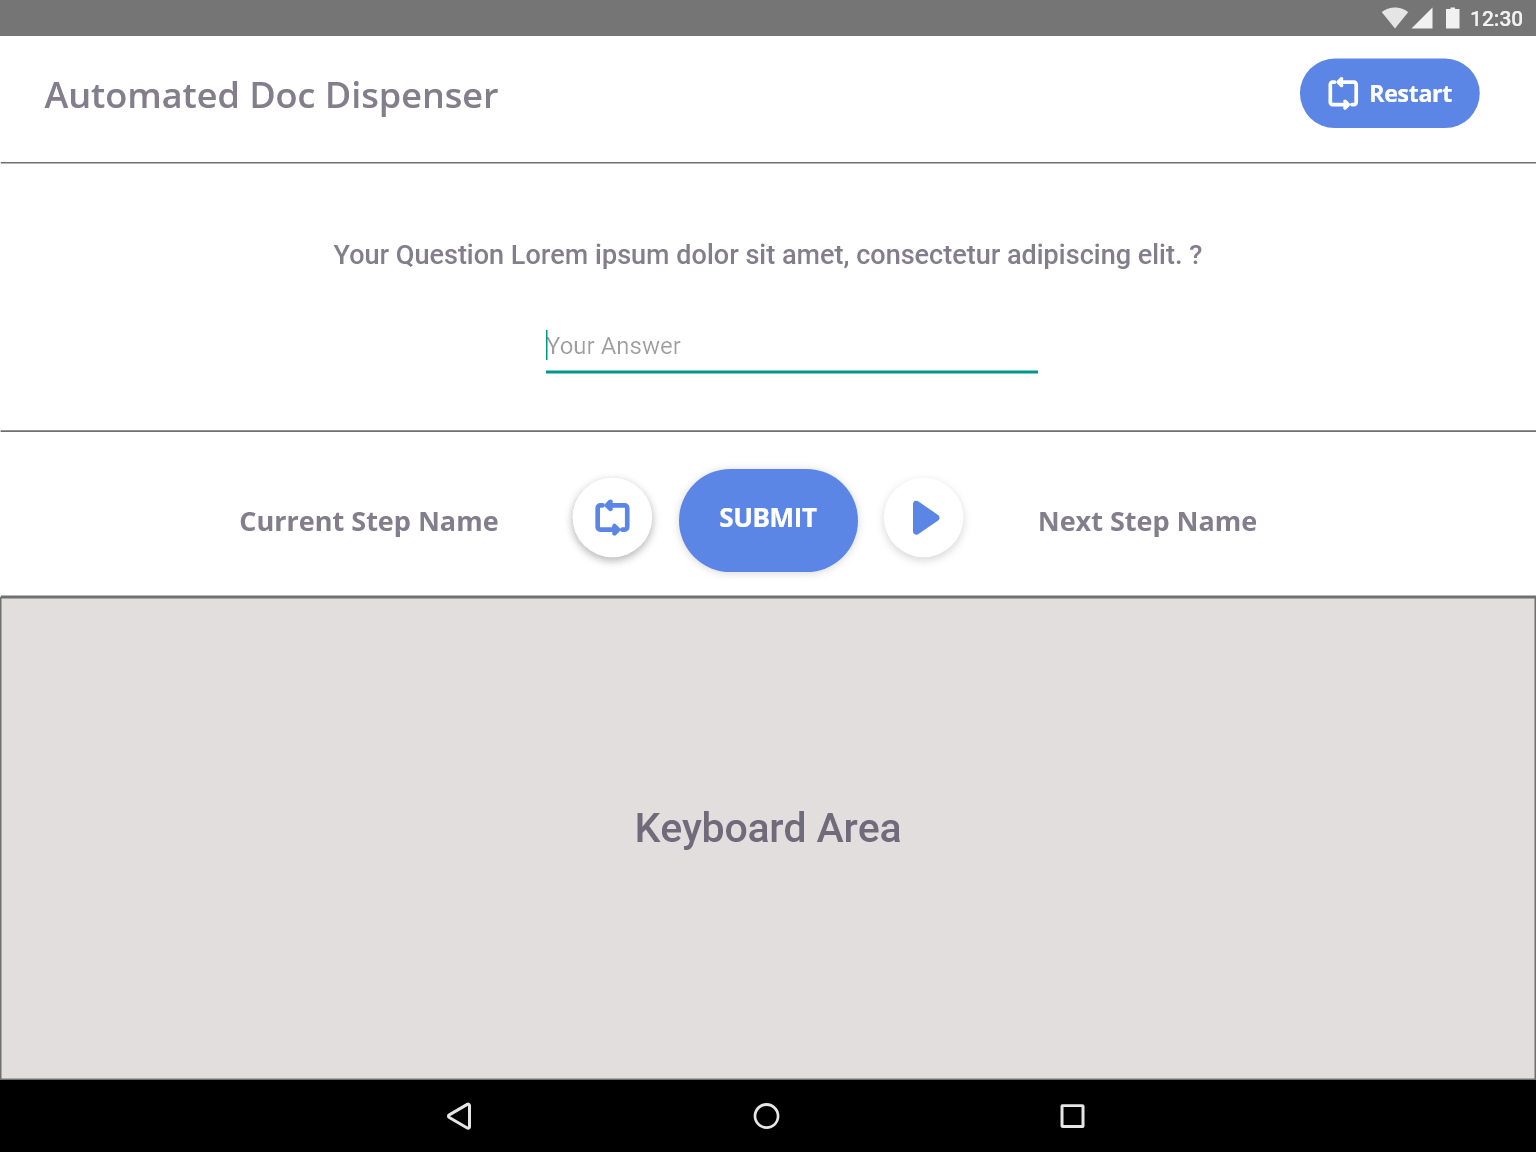 12:30
Automated Doc Dispenser
Restart
Your Question Lorem ipsum dolor sit amet, consectetur adipiscing elit. ?
Your Answer
Current Step Name
SUBMIT
Next Step Name
Keyboard Area